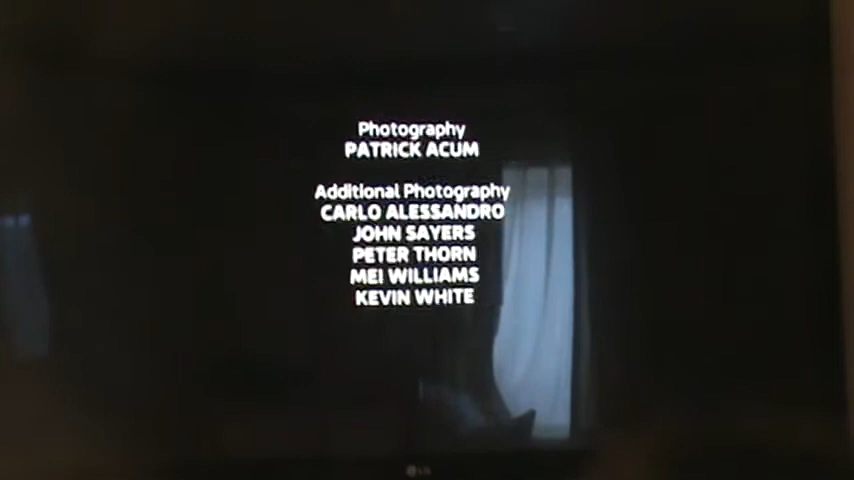 Photography
PATRICK ACUM
Additional Photography
CARLO ALESSANDRO
JOHN SAYERS
PETER THORN
MEI WILLIAMS
KEVIN WHITE
LG